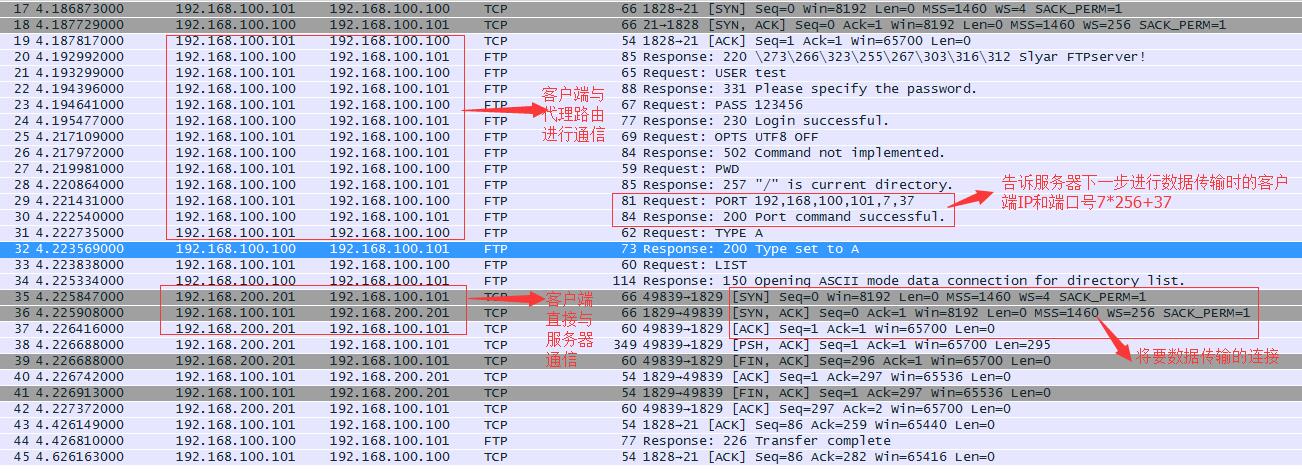 17 4.186873000 192.168.100.101 192.168.100.100 TCP 66 1828→21 [SYN] Seq=0 Win=8192 Len=0 MSS=1460 WS=4 SACK_PERM=1
18 4.187729000 192.168.100.100 192.168.100.101 TCP 66 21→1828 [SYN, ACK] Seq=0 Ack=1 Win=8192 Len=0 MSS=1460 WS=256 SACK_PERM=1
19 4.187817000 192.168.100.101 192.168.100.100 TCP 54 1828→21 [ACK] Seq=1 Ack=1 Win=65700 Len=0
20 4.192992000 192.168.100.100 192.168.100.101 FTP 85 Response: 220 \273\266\323\255\267\303\316\312 Slyar FTPserver!
21 4.193299000 192.168.100.101 192.168.100.100 FTP 65 Request: USER test
22 4.194396000 192.168.100.100 192.168.100.101 FTP 88 Response: 331 Please specify the password.
23 4.194641000 192.168.100.101 192.168.100.100 FTP 67 Request: PASS 123456
24 4.195477000 192.168.100.100 192.168.100.101 FTP 77 Response: 230 Login successful.
25 4.217109000 192.168.100.101 192.168.100.100 FTP 69 Request: OPTS UTF8 OFF
26 4.217972000 192.168.100.100 192.168.100.101 FTP 84 Response: 502 Command not implemented.
27 4.219981000 192.168.100.101 192.168.100.100 FTP 59 Request: PWD
28 4.220864000 192.168.100.100 192.168.100.101 FTP 85 Response: 257 "/" is current directory.
29 4.221431000 192.168.100.101 192.168.100.100 FTP 81 Request: PORT 192,168,100,101,7,37
30 4.222540000 192.168.100.100 192.168.100.101 FTP 84 Response: 200 Port command successful.
31 4.222735000 192.168.100.101 192.168.100.100 FTP 62 Request: TYPE A
32 4.223569000 192.168.100.100 192.168.100.101 FTP 73 Response: 200 Type set to A
33 4.223838000 192.168.100.101 192.168.100.100 FTP 60 Request: LIST
34 4.225334000 192.168.100.100 192.168.100.101 FTP 114 Response: 150 Opening ASCII mode data connection for directory list.
35 4.225847000 192.168.200.201 192.168.100.101 TCP 66 49839→1829 [SYN] Seq=0 Win=8192 Len=0 MSS=1460 WS=4 SACK_PERM=1
36 4.225908000 192.168.100.101 192.168.200.201 TCP 66 1829→49839 [SYN, ACK] Seq=0 Ack=1 Win=8192 Len=0 MSS=1460 WS=256 SACK_PERM=1
37 4.226416000 192.168.200.201 192.168.100.101 TCP 60 49839→1829 [ACK] Seq=1 Ack=1 Win=65700 Len=0
38 4.226688000 192.168.200.201 192.168.100.101 TCP 349 49839→1829 [PSH, ACK] Seq=1 Ack=1 Win=65700 Len=295
39 4.226688000 192.168.200.201 192.168.100.101 TCP 60 49839→1829 [FIN, ACK] Seq=296 Ack=1 Win=65700 Len=0
40 4.226742000 192.168.100.101 192.168.200.201 TCP 54 1829→49839 [ACK] Seq=1 Ack=297 Win=65536 Len=0
41 4.226913000 192.168.100.101 192.168.200.201 TCP 54 1829→49839 [FIN, ACK] Seq=1 Ack=297 Win=65536 Len=0
42 4.227372000 192.168.200.201 192.168.100.101 TCP 60 49839→1829 [ACK] Seq=297 Ack=2 Win=65700 Len=0
43 4.426149000 192.168.100.101 192.168.100.100 TCP 54 1828→21 [ACK] Seq=86 Ack=259 Win=65440 Len=0
44 4.426810000 192.168.100.100 192.168.100.101 FTP 77 Response: 226 Transfer complete
45 4.626163000 192.168.100.101 192.168.100.100 TCP 54 1828→21 [ACK] Seq=86 Ack=282 Win=65416 Len=0
客户端与
代理路由
进行通信
告诉服务器下一步进行数据传输时的客户
端IP和端口号7*256+37
客户端
直接与
服务器
通信
将要数据传输的连接